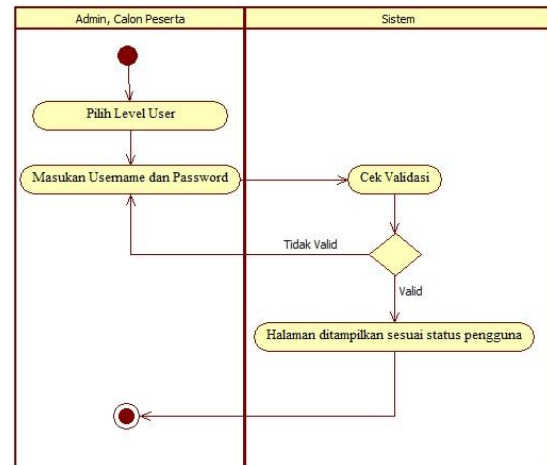 Admin, Calon Peserta
Sistem
Pilih Level User
Masukan Username dan Password
Cek Validasi
Tidak Valid
Valid
Halaman ditampilkan sesuai status pengguna